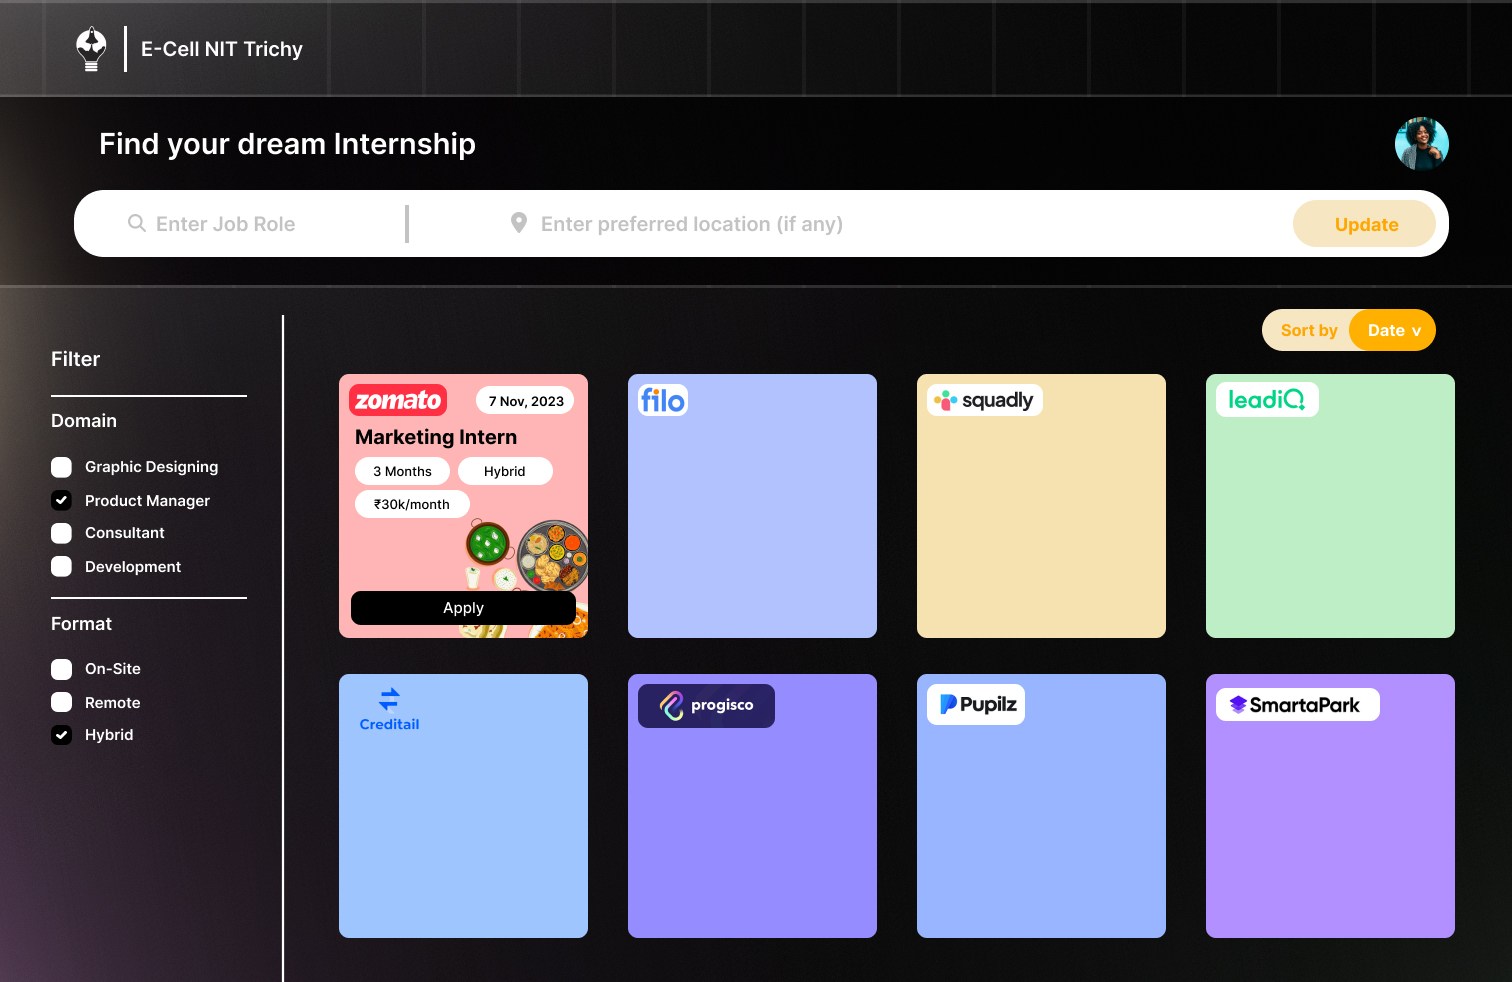 E-Cell NIT Trichy
Find your dream Internship
Enter Job Role
Enter preferred location (if any)
Update
Sort by
Date v
Filter
Domain
Graphic Designing
Product Manager
Consultant
Development
Format
On-Site
Remote
Hybrid
zomato
7 Nov, 2023
Marketing Intern
3 Months
Hybrid
₹30k/month
Apply
filo
squadly
leadiQ
Creditail
progisco
Pupilz
SmartaPark